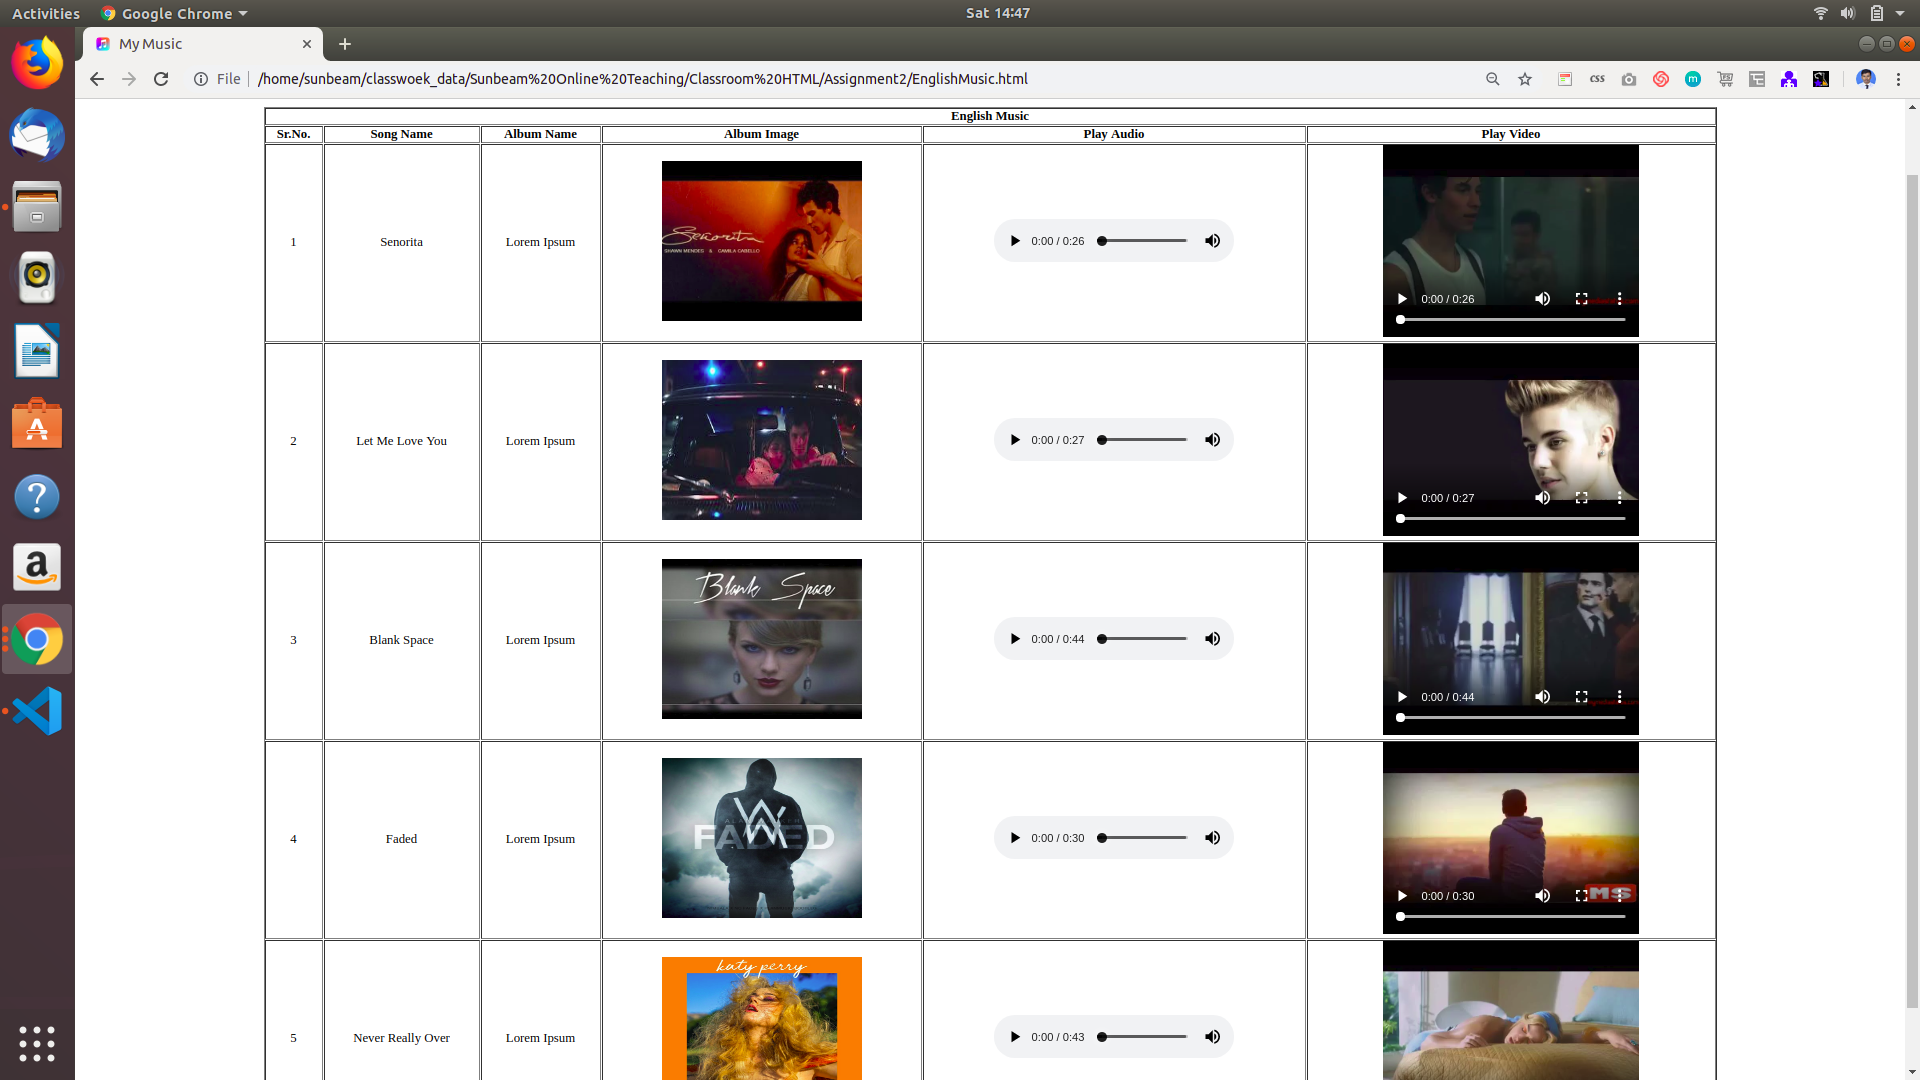 Activities Google Chrome Sat 14:47
My Music
File /home/sunbeam/classwoek_data/Sunbeam%20Online%20Teaching/Classroom%20HTML/Assignment2/EnglishMusic.html CSS m
English Music
Sr.No. Song Name Album Name Album Image Play Audio Play Video
1 Senorita Lorem Ipsum 0:00 / 0:26 0:00 / 0:26
Señorita
SHAWN MENDES & CAMILA CABELLO
2 Let Me Love You Lorem Ipsum 0:00 / 0:27 0:00 / 0:27
Blank Space
3 Blank Space Lorem Ipsum 0:00 / 0:44 0:00 / 0:44
FADED
4 Faded Lorem Ipsum 0:00 / 0:30 0:00 / 0:30
MS
katy perry
5 Never Really Over Lorem Ipsum 0:00 / 0:43